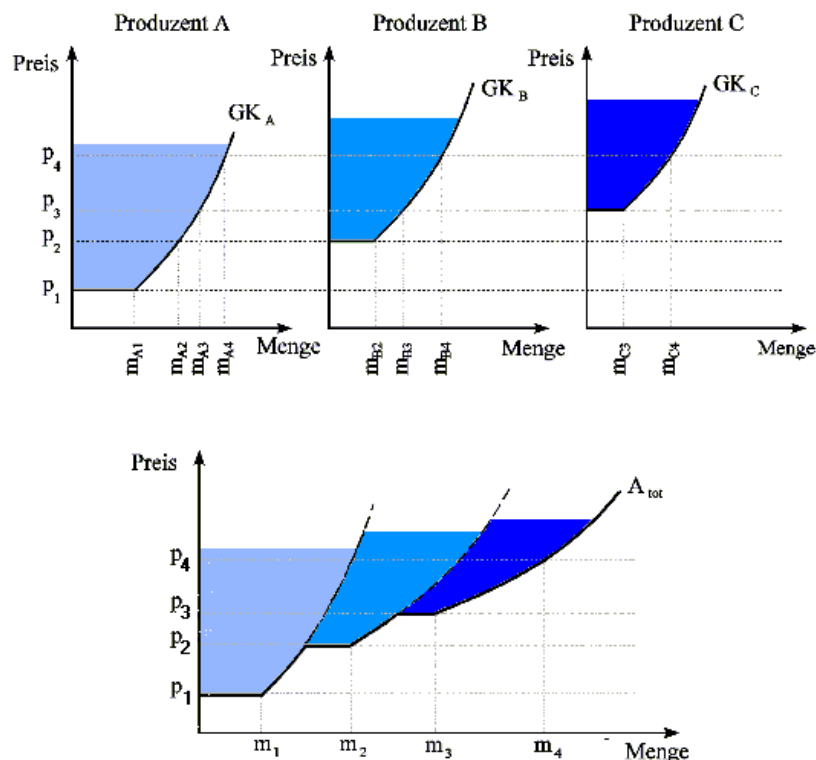 Produzent A
Produzent B
Produzent C
Preis
Preis
Preis
GK A
GK B
GK C
p4
p3
p2
p1
mA1
mA2
mA3
mA4
Menge
mB2
mB3
mB4
Menge
mC3
mC4
Menge
Preis
A tot
p4
p3
p2
p1
m1
m2
m3
m4
Menge